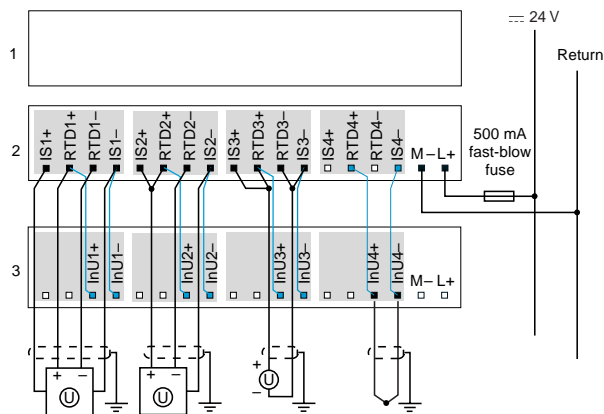 24 V
Return
1
2
IS1+ RTD1+ RTD1– IS1– IS2+ RTD2+ RTD2– IS2– IS3+ RTD3+ RTD3– IS3– IS4+ RTD4+ RTD4– IS4– M– L+
500 mA
fast-blow
fuse
3
InU1+ InU1– InU2+ InU2– InU3+ InU3– InU4+ InU4– M– L+
+ – U
+ – U
+ – U